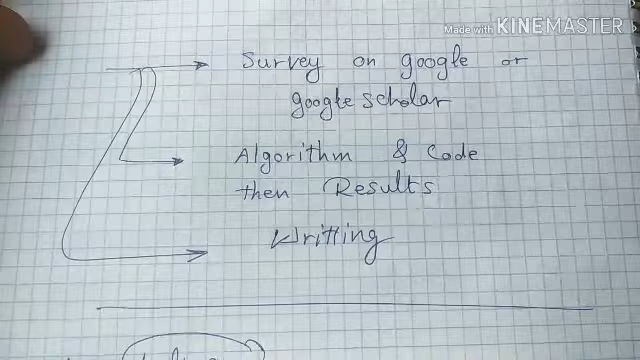 Made with KINEMASTER
Survey on google or
google scholar
Algorithm & Code
then Results
Writting